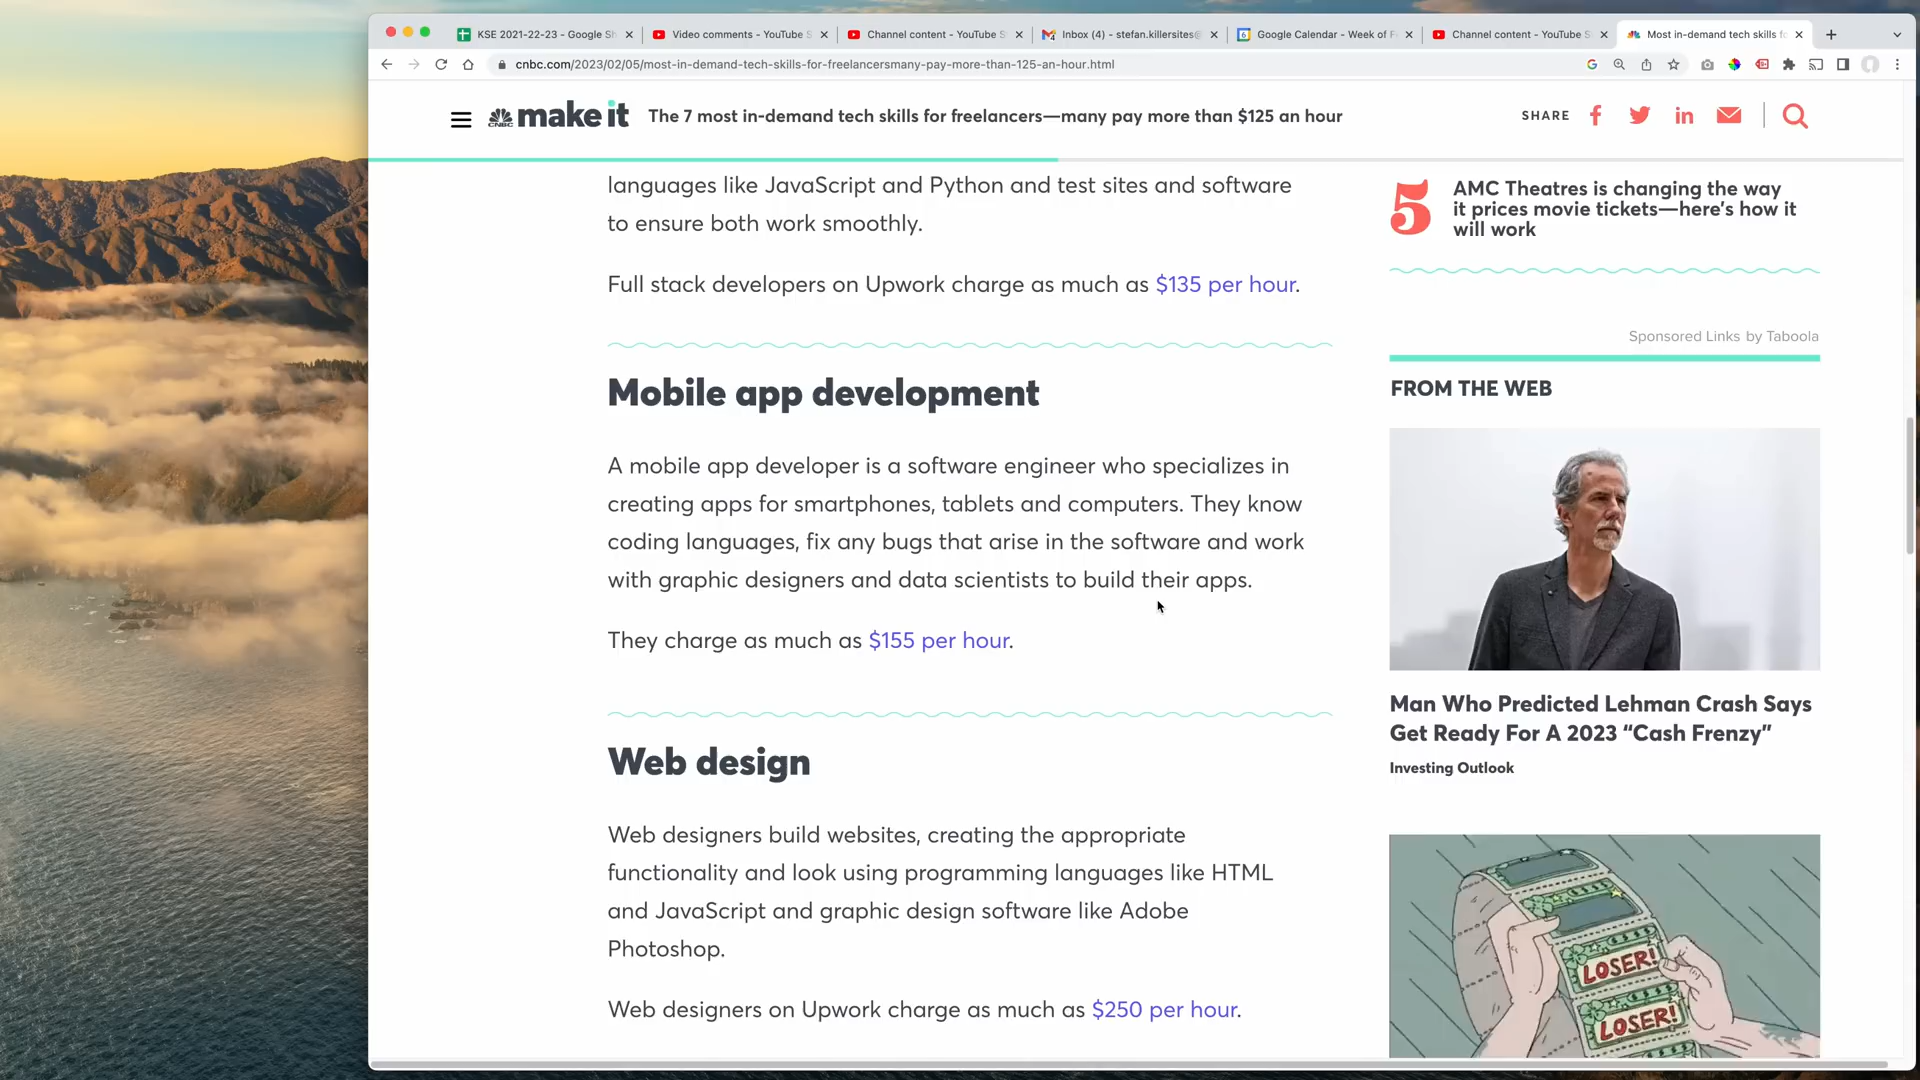 KSE 2021-22-23 - Google Sh
Video comments - YouTube S
Channel content - YouTube S
Inbox (4) - stefan.killersites@
Google Calendar - Week of F
Channel content - YouTube S
Most in-demand tech skills fo
cnbc.com/2023/02/05/most-in-demand-tech-skills-for-freelancersmany-pay-more-than-125-an-hour.html
CNBC make it
The 7 most in-demand tech skills for freelancers—many pay more than $125 an hour
SHARE
languages like JavaScript and Python and test sites and software
to ensure both work smoothly.
Full stack developers on Upwork charge as much as $135 per hour.
Mobile app development
A mobile app developer is a software engineer who specializes in
creating apps for smartphones, tablets and computers. They know
coding languages, fix any bugs that arise in the software and work
with graphic designers and data scientists to build their apps.
They charge as much as $155 per hour.
Web design
Web designers build websites, creating the appropriate
functionality and look using programming languages like HTML
and JavaScript and graphic design software like Adobe
Photoshop.
Web designers on Upwork charge as much as $250 per hour.
5
AMC Theatres is changing the way
it prices movie tickets—here's how it
will work
Sponsored Links by Taboola
FROM THE WEB
Man Who Predicted Lehman Crash Says
Get Ready For A 2023 “Cash Frenzy”
Investing Outlook
LOSER!
LOSER!